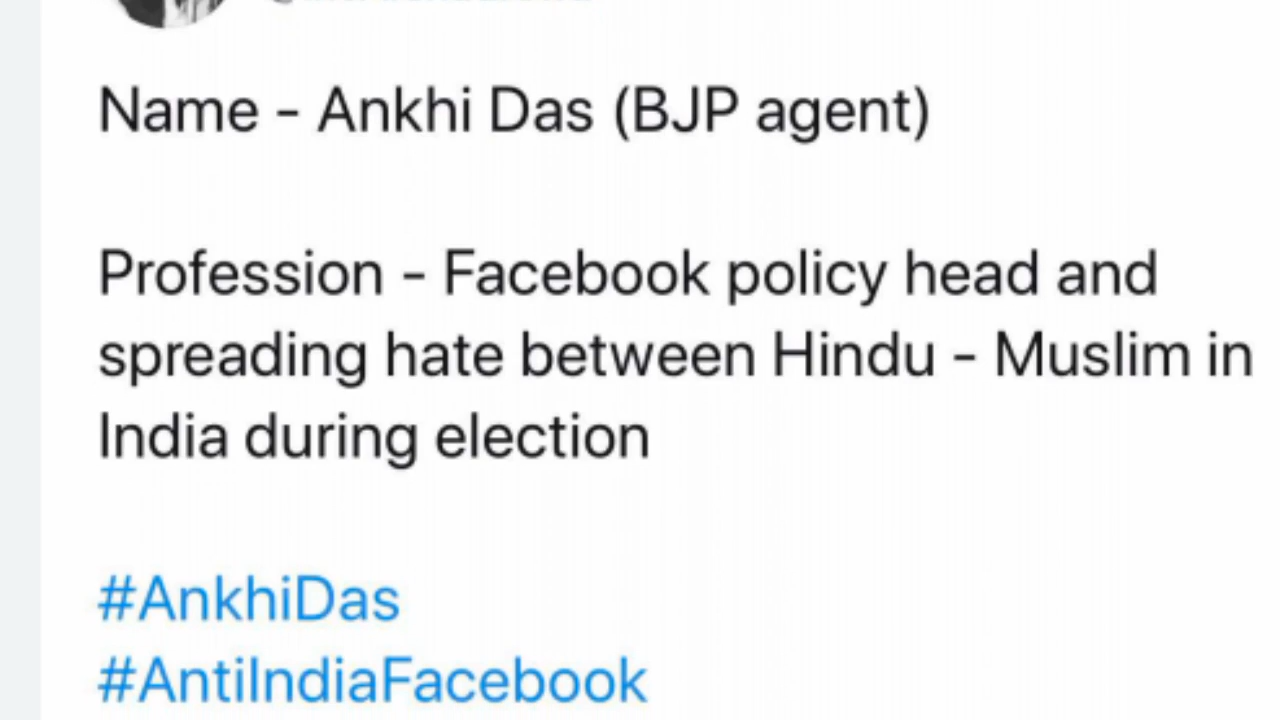 Name - Ankhi Das (BJP agent)
Profession - Facebook policy head and
spreading hate between Hindu - Muslim in
India during election
#AnkhiDas
#AntiIndiaFacebook